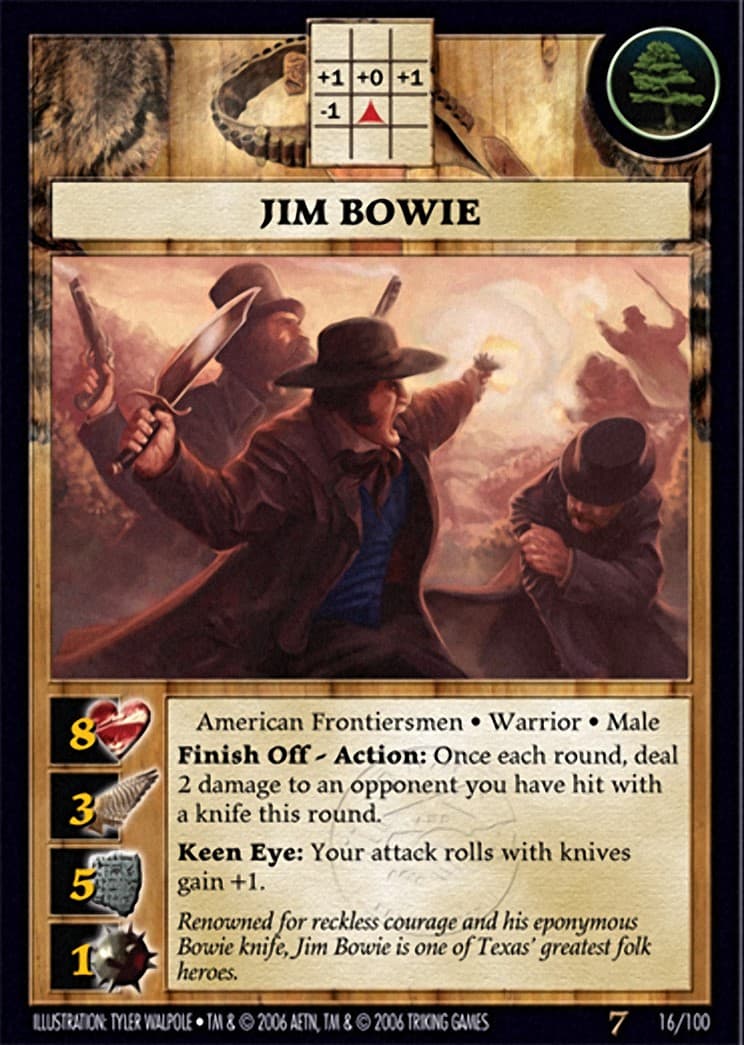 +1 +0 +1
-1
JIM BOWIE
8
American Frontiersmen • Warrior • Male
Finish Off - Action: Once each round, deal
2 damage to an opponent you have hit with
a knife this round.
3
Keen Eye: Your attack rolls with knives
gain +1.
5
Renowned for reckless courage and his eponymous
Bowie knife, Jim Bowie is one of Texas' greatest folk
heroes.
1
ILLUSTRATION: TYLER WALPOLE • TM & © 2006 AETN, TM & © 2006 TRIKING GAMES
7 16/100